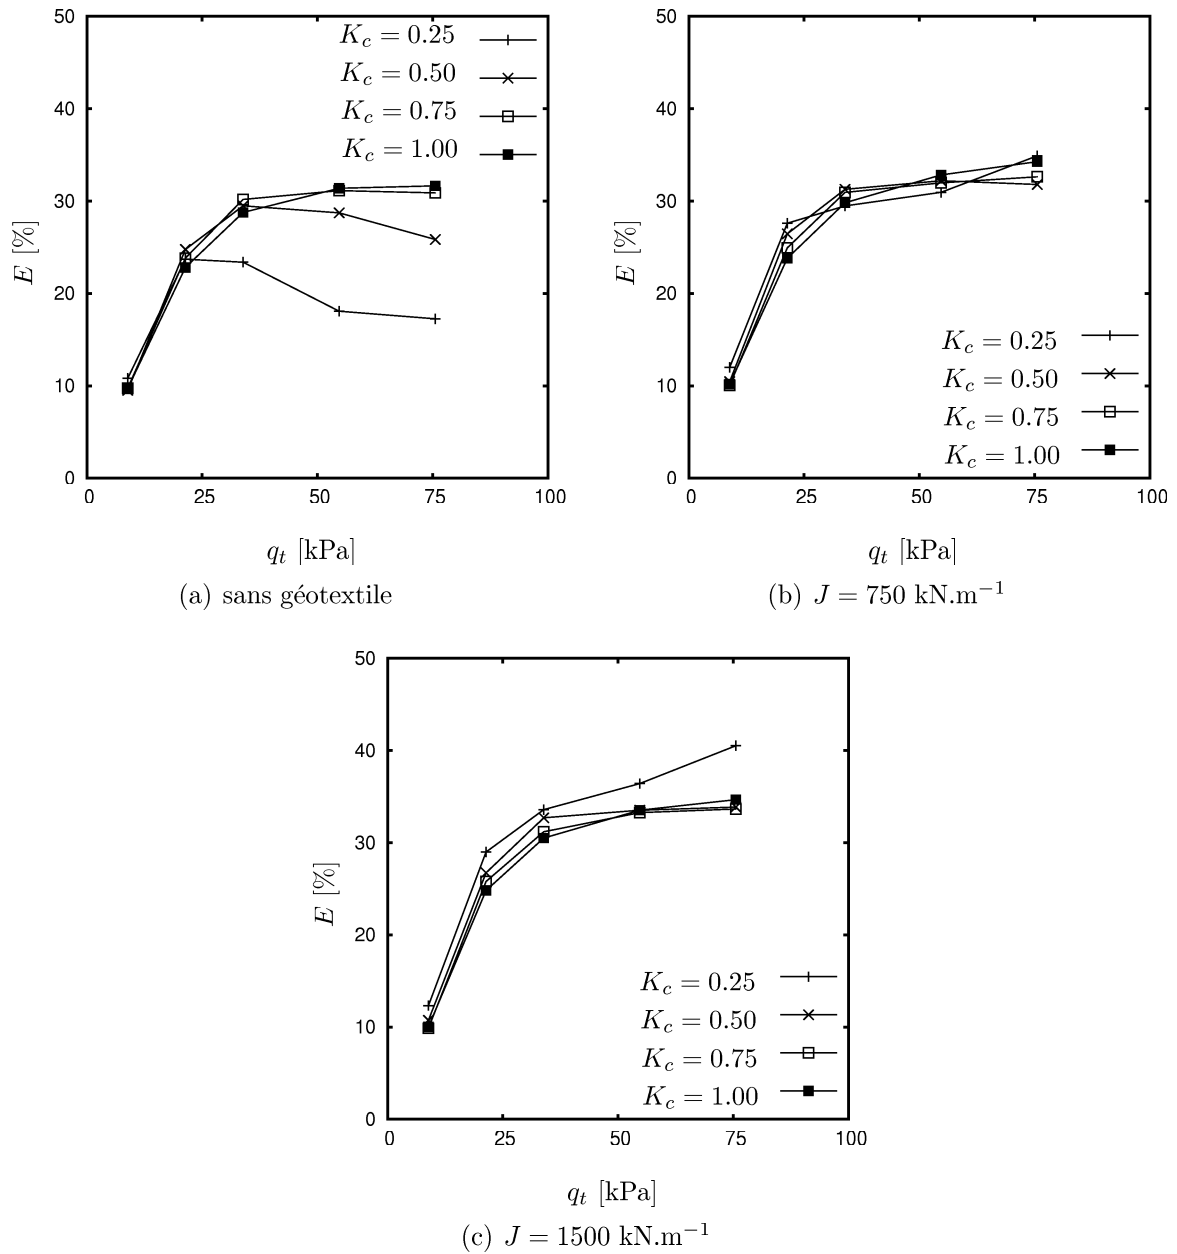 50
40
30
20
10
0
E [%]
K_c = 0.25
K_c = 0.50
K_c = 0.75
K_c = 1.00
0 25 50 75 100
q_t [kPa]
(a) sans géotextile
50
40
30
20
10
0
E [%]
K_c = 0.25
K_c = 0.50
K_c = 0.75
K_c = 1.00
0 25 50 75 100
q_t [kPa]
(b) J = 750 kN.m⁻¹
50
40
30
20
10
0
E [%]
K_c = 0.25
K_c = 0.50
K_c = 0.75
K_c = 1.00
0 25 50 75 100
q_t [kPa]
(c) J = 1500 kN.m⁻¹